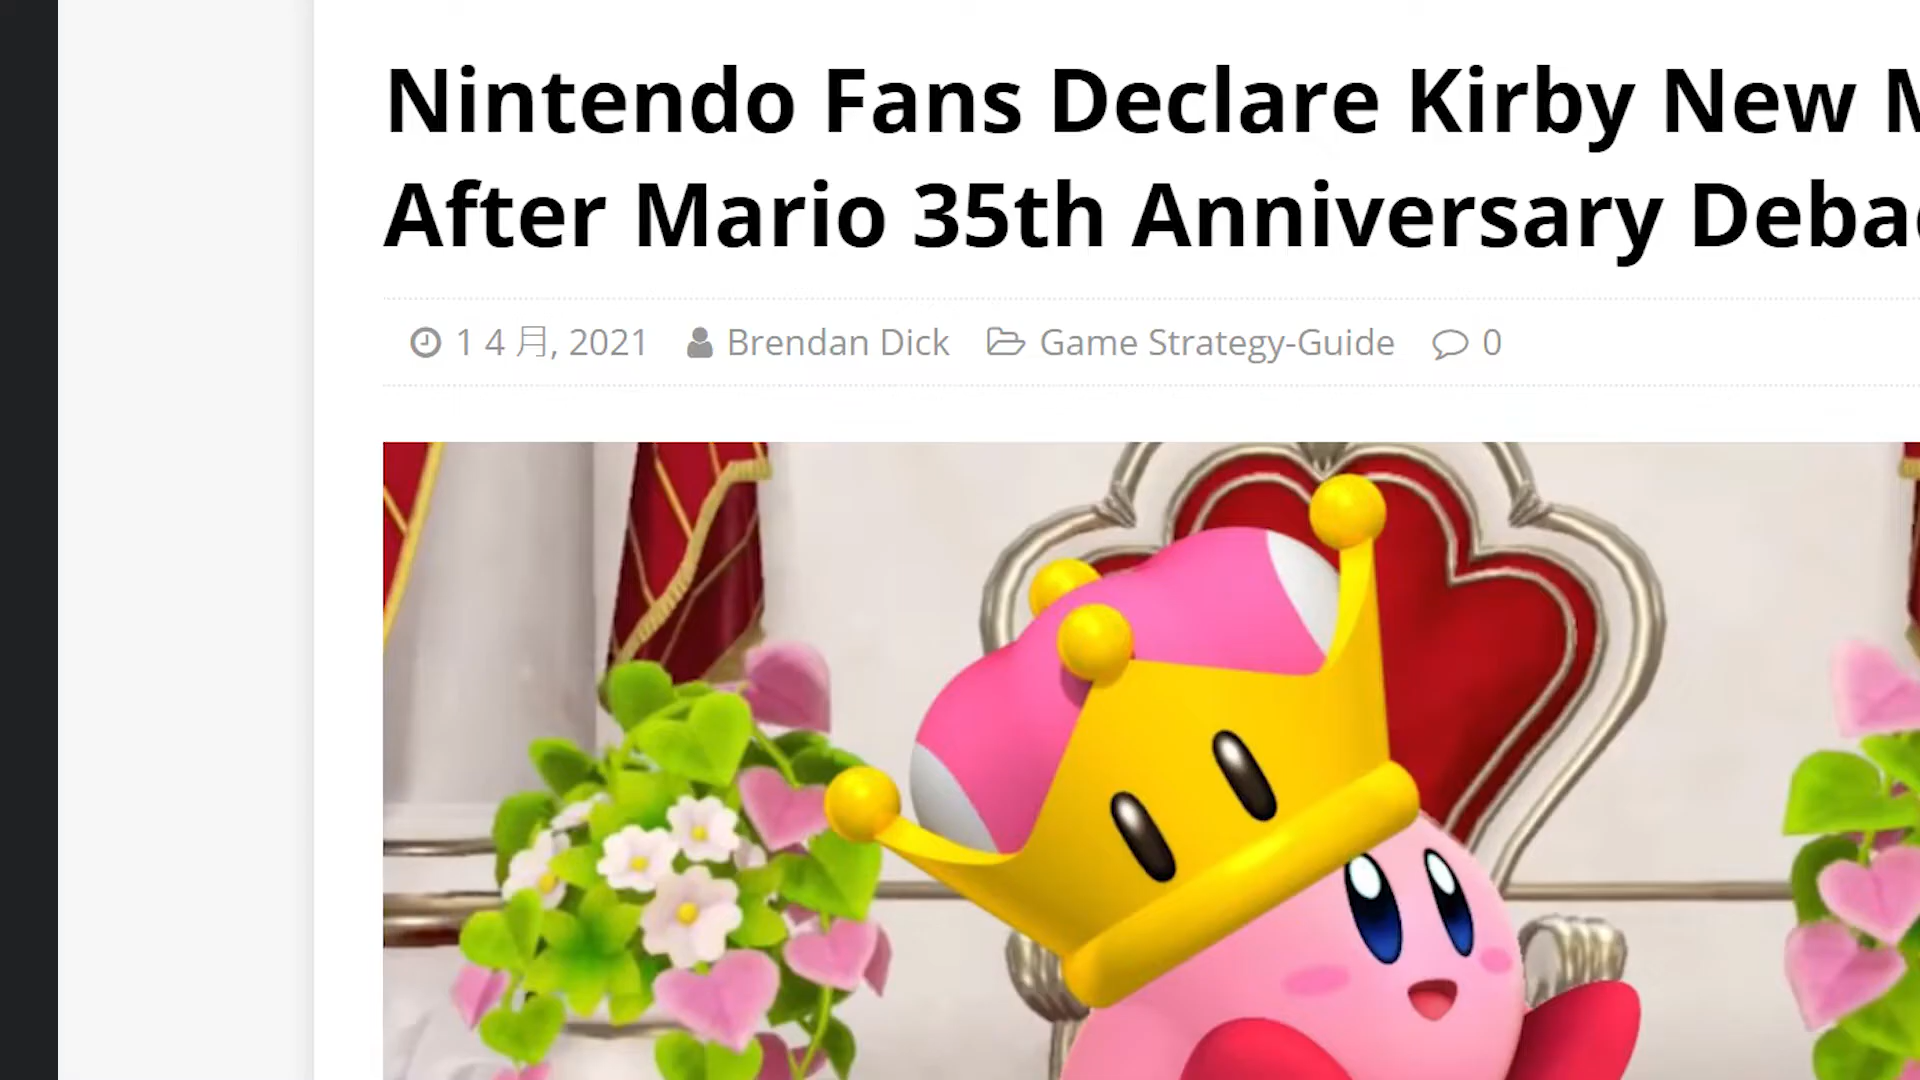 Nintendo Fans Declare Kirby New
After Mario 35th Anniversary
1 4 月, 2021 Brendan Dick Game Strategy-Guide 0